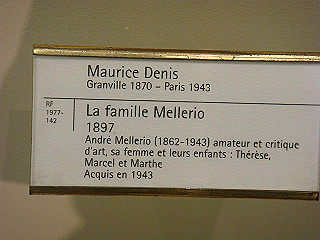 Maurice Denis
Granville 1870 - Paris 1943
RF
1977-
142
La famille Mellerio
1897
André Mellerio (1862-1943) amateur et critique
d'art, sa femme et leurs enfants : Thérèse,
Marcel et Marthe
Acquis en 1943